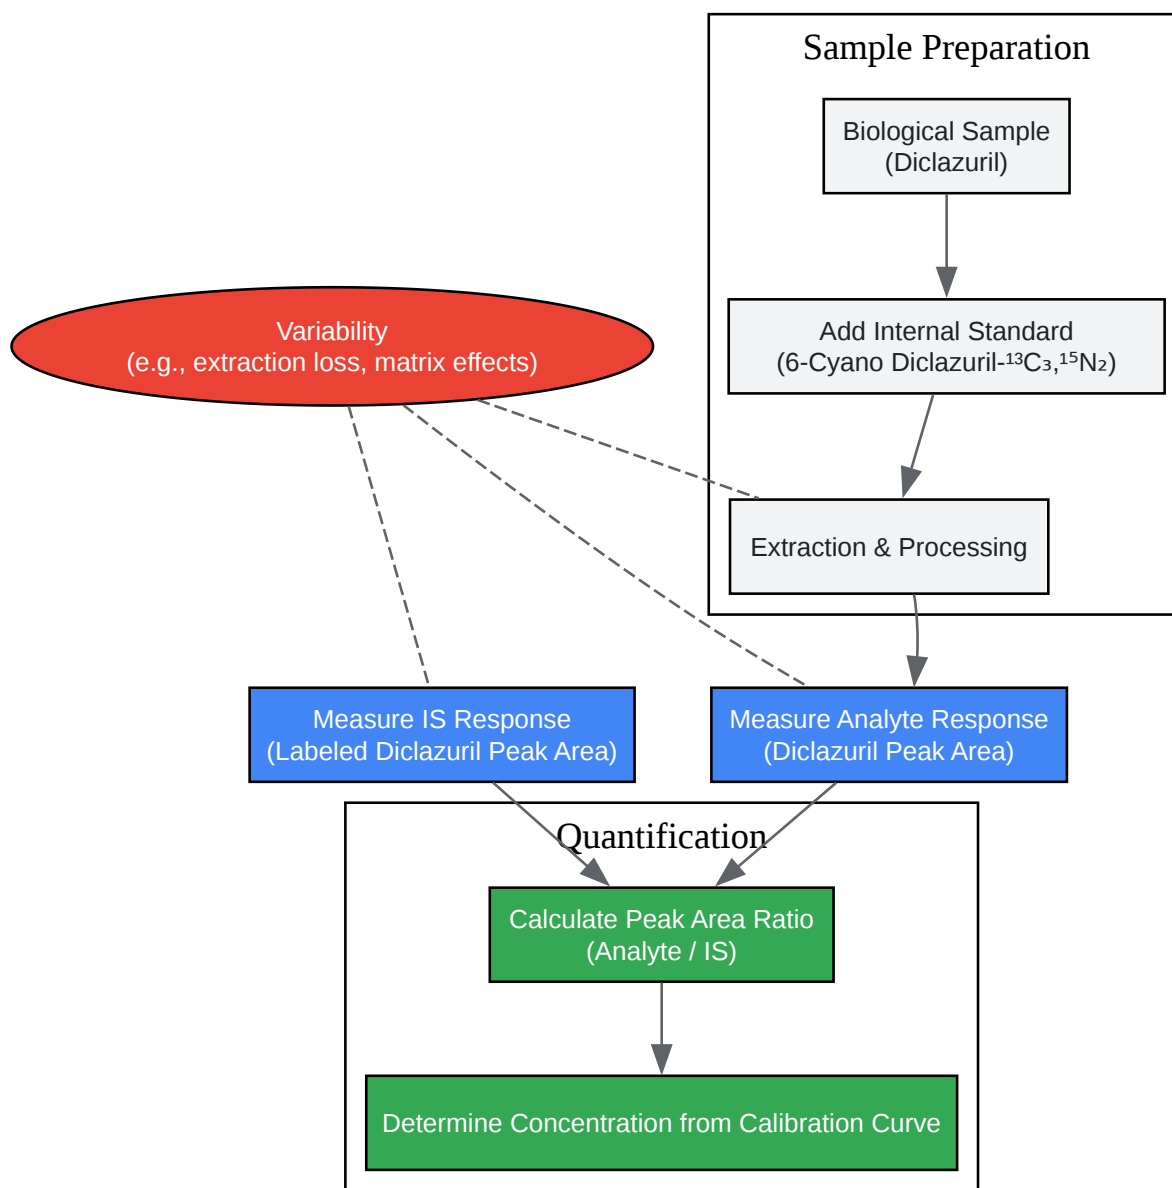 Sample Preparation
Biological Sample
(Diclazuril)
Variability
(e.g., extraction loss, matrix effects)
Add Internal Standard
(6-Cyano Diclazuril-¹³C₃,¹⁵N₂)
Extraction & Processing
Measure IS Response
(Labeled Diclazuril Peak Area)
Measure Analyte Response
(Diclazuril Peak Area)
Quantification
Calculate Peak Area Ratio
(Analyte / IS)
Determine Concentration from Calibration Curve